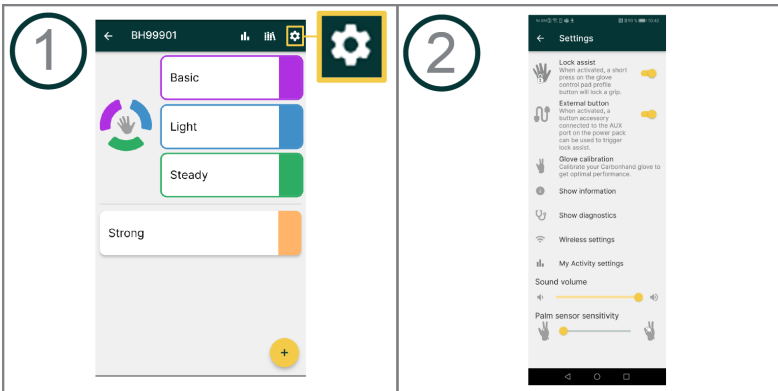 1
BH99901
Basic
Light
Steady
Strong
+
2
10:42
Settings
Lock assist
When activated, a short
press on the glove
control pad profile
button will lock a grip.
External button
When activated, a
button accessory
connected to the AUX
port on the power pack
can be used to trigger
lock assist.
Glove calibration
Calibrate your Carbonhand glove to
get optimal performance.
Show information
Show diagnostics
Wireless settings
My Activity settings
Sound volume
Palm sensor sensitivity